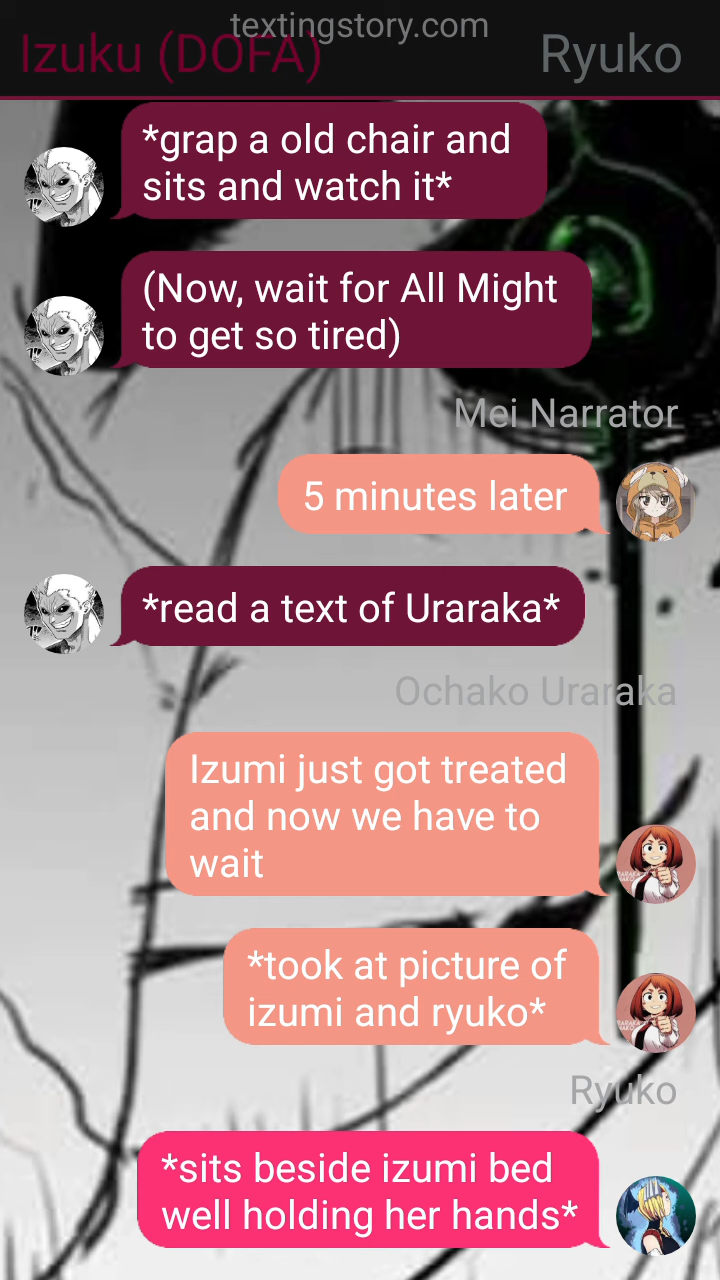 textingstory.com
Izuku (DOFA)
Ryuko
*grap a old chair and
sits and watch it*
(Now, wait for All Might
to get so tired)
Mei Narrator
5 minutes later
*read a text of Uraraka*
Ochako Uraraka
Izumi just got treated
and now we have to
wait
*took at picture of
izumi and ryuko*
Ryuko
*sits beside izumi bed
well holding her hands*